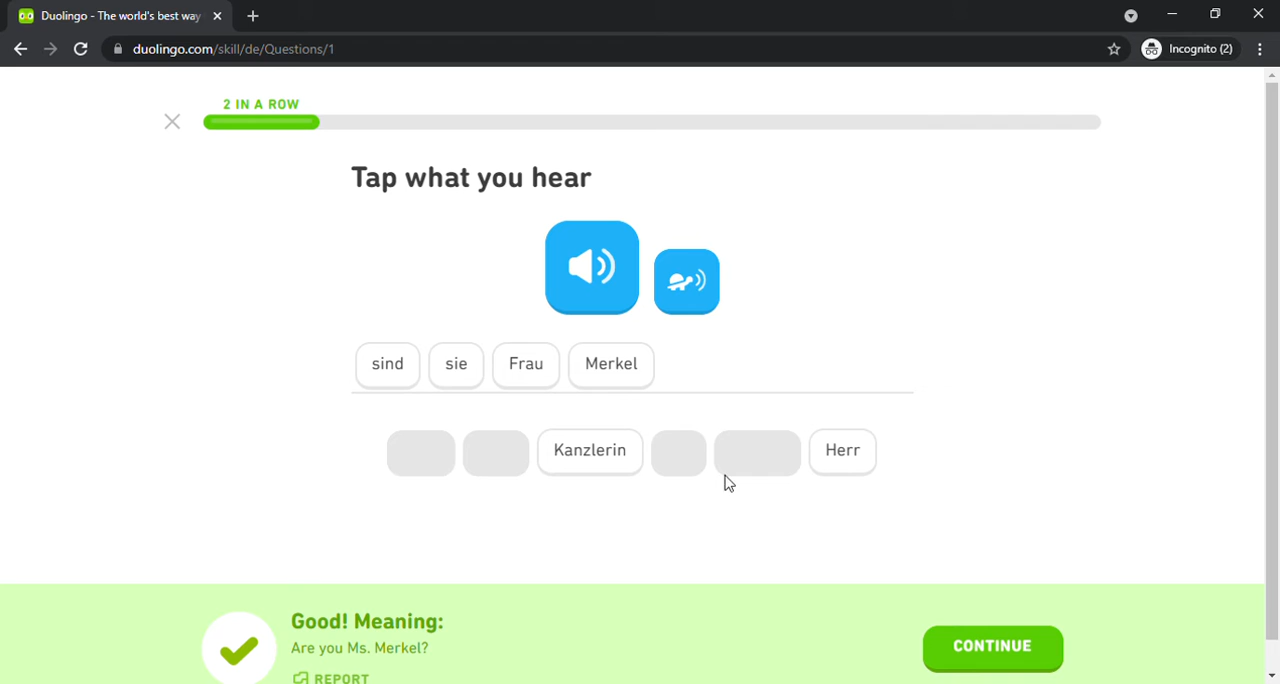 Duolingo - The world's best way
duolingo.com/skill/de/Questions/1
Incognito (2)
2 IN A ROW
Tap what you hear
sind sie Frau Merkel
Kanzlerin Herr
Good! Meaning:
Are you Ms. Merkel?
REPORT
CONTINUE